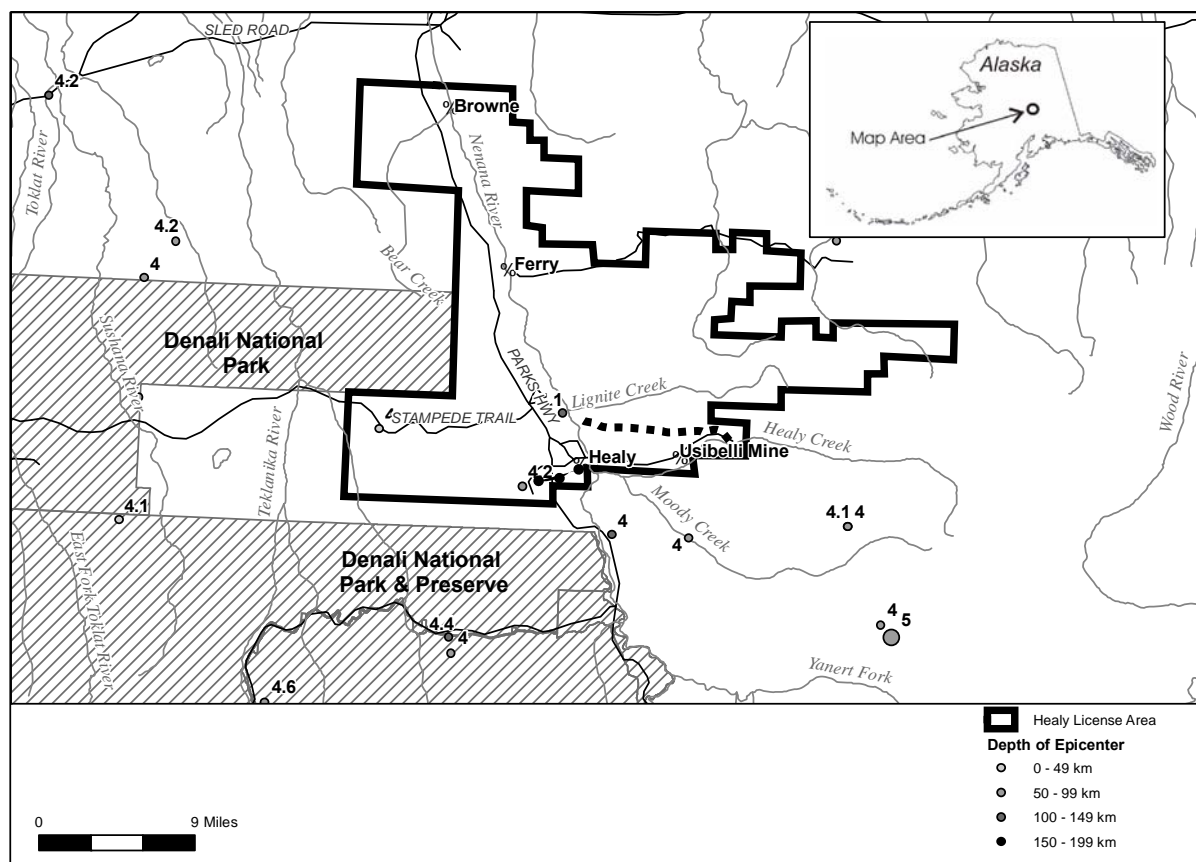 SLED ROAD
4.2
Browne
Alaska
Map Area
Toklat River
Nenana River
4.2
4
Bear Creek
Ferry
Denali National
Park
Sushana River
PARKS HWY
Wood River
STAMPEDE TRAIL
Lignite Creek
Healy Creek
Healy
Usibelli Mine
Teklanika River
Moody Creek
4.1
4
4
4.1 4
East Fork Toklat River
Denali National
Park & Preserve
4
5
4.4
4
Yanert Fork
4.6
Healy License Area
Depth of Epicenter
0 - 49 km
50 - 99 km
100 - 149 km
150 - 199 km
0 9 Miles